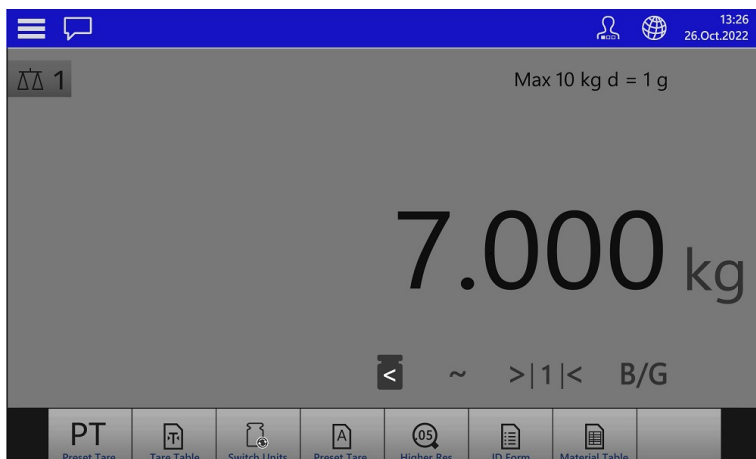 13:26
26.Oct.2022
1
Max 10 kg d = 1 g
7.000 kg
< ~ >|1|< B/G
PT T A .05
Preset Tare Tare Table Switch Units Preset Tare Higher Res. ID Form Material Table